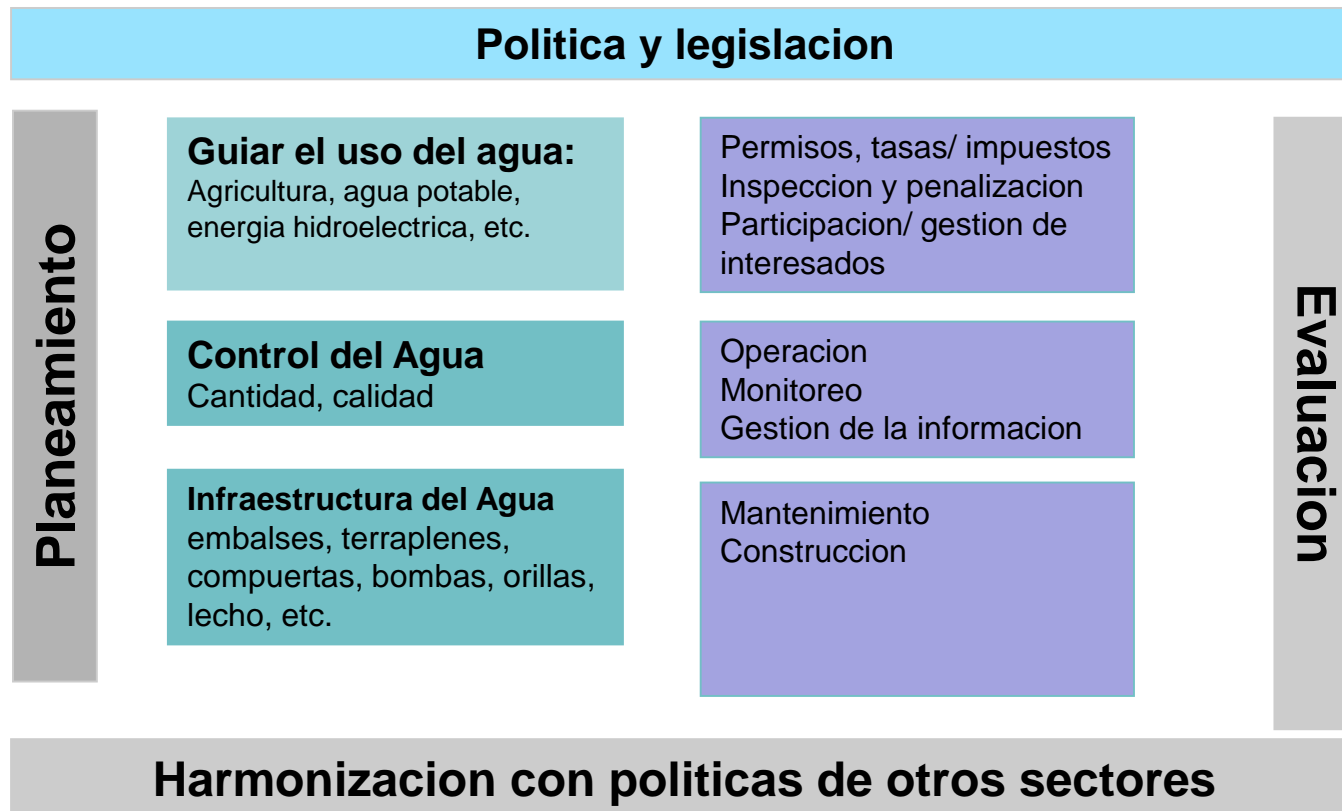 Politica y legislacion
Planeamiento
Guiar el uso del agua:
Agricultura, agua potable,
energia hidroelectrica, etc.
Permisos, tasas/ impuestos
Inspeccion y penalizacion
Participacion/ gestion de
interesados
Control del Agua
Cantidad, calidad
Operacion
Monitoreo
Gestion de la informacion
Infraestructura del Agua
embalses, terraplenes,
compuertas, bombas, orillas,
lecho, etc.
Mantenimiento
Construccion
Evaluacion
Harmonizacion con politicas de otros sectores